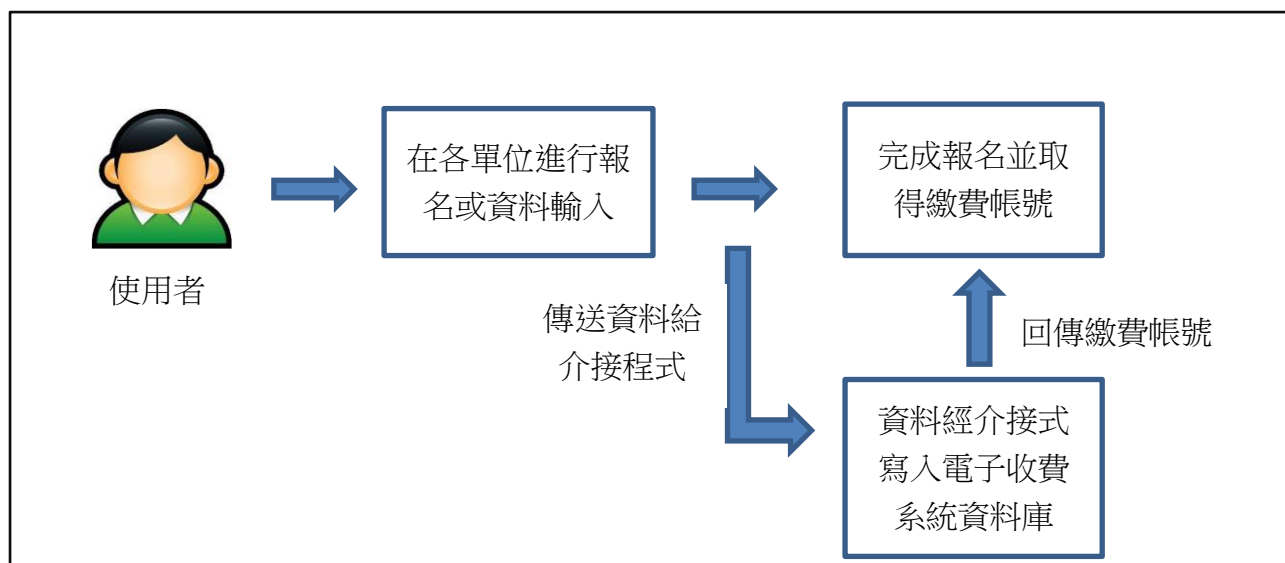 在各單位進行報
名或資料輸入
完成報名並取
得繳費帳號
使用者
傳送資料給
介接程式
回傳繳費帳號
資料經介接式
寫入電子收費
系統資料庫